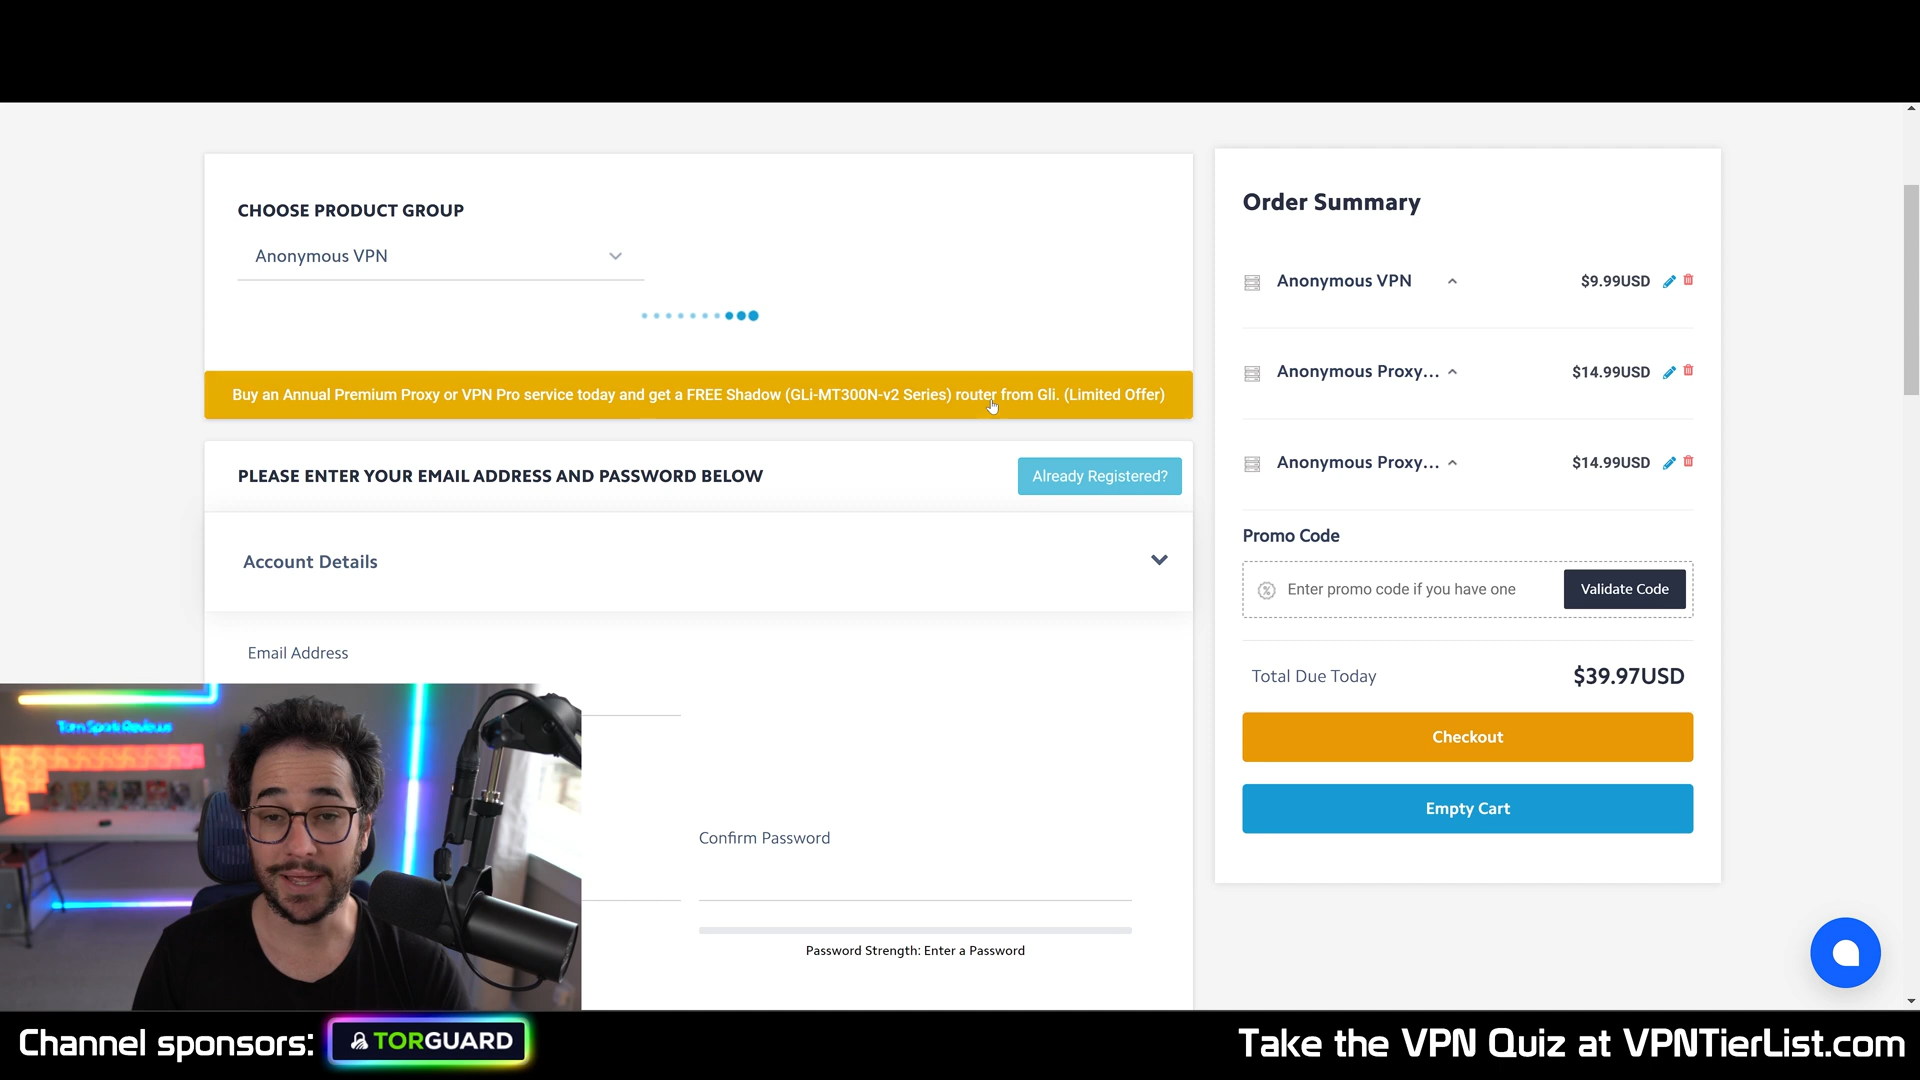 CHOOSE PRODUCT GROUP
Anonymous VPN
Buy an Annual Premium Proxy or VPN Pro service today and get a FREE Shadow (GLi-MT300N-v2 Series) router from Gli. (Limited Offer)
PLEASE ENTER YOUR EMAIL ADDRESS AND PASSWORD BELOW
Already Registered?
Account Details
Email Address
Confirm Password
Password Strength: Enter a Password
Order Summary
Anonymous VPN $9.99USD
Anonymous Proxy... $14.99USD
Anonymous Proxy... $14.99USD
Promo Code
Enter promo code if you have one
Validate Code
Total Due Today $39.97USD
Checkout
Empty Cart
Tom Spark Reviews
Channel sponsors: TORGUARD
Take the VPN Quiz at VPNTierList.com